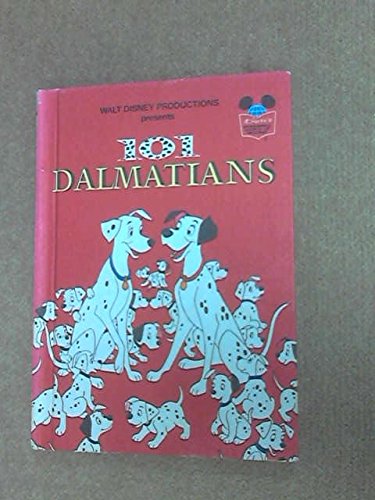 WALT DISNEY PRODUCTIONS
presents
101
DALMATIANS